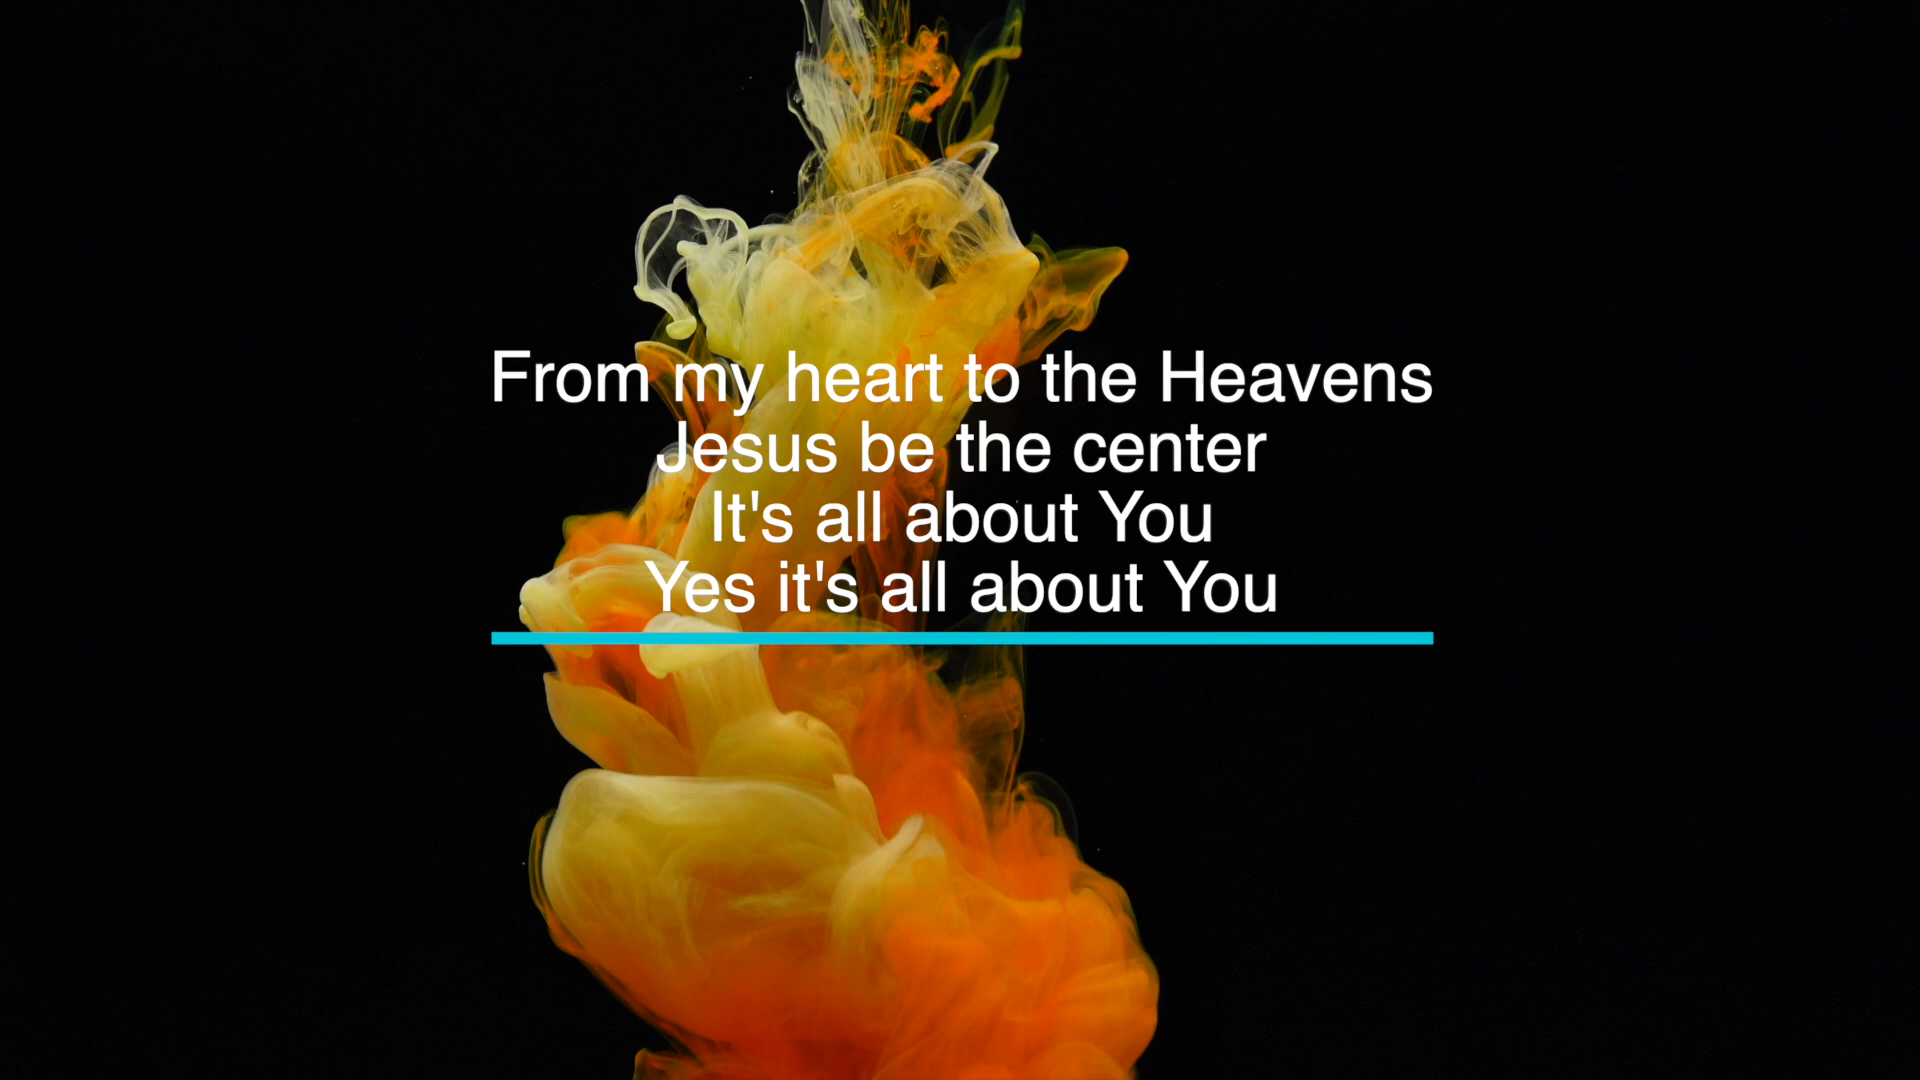 From my heart to the Heavens
Jesus be the center
It's all about You
Yes it's all about You